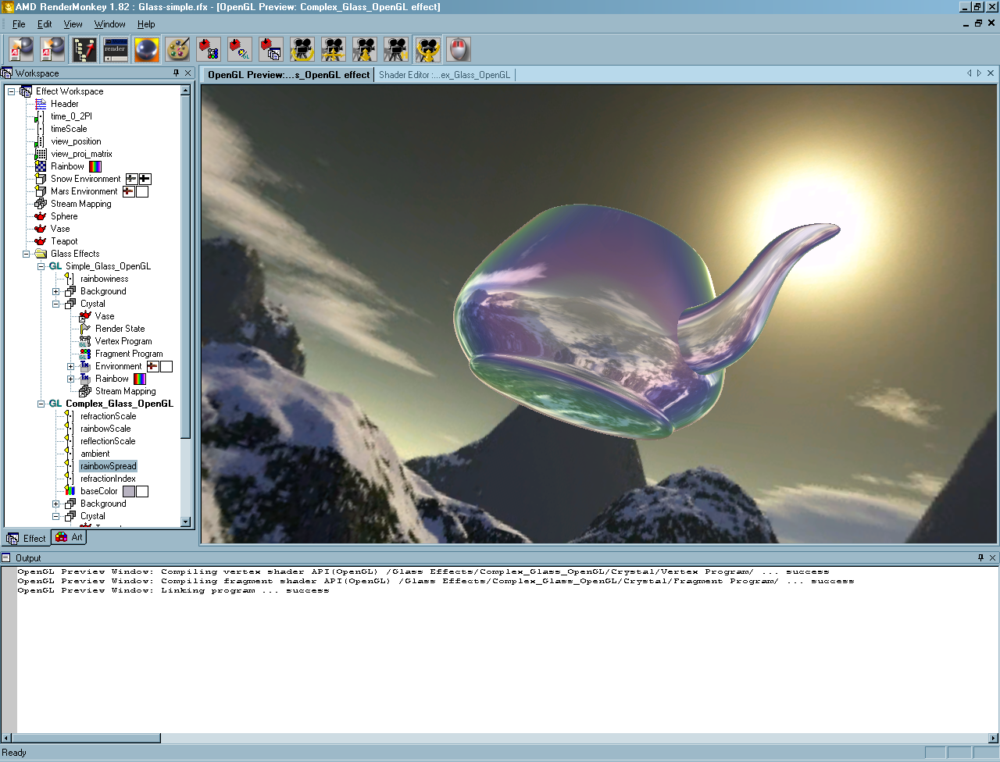 AMD RenderMonkey 1.82 : Glass-simple.rfx - [OpenGL Preview: Complex_Glass_OpenGL effect]
File Edit View Window Help
render
GL
Workspace
OpenGL Preview:...s_OpenGL effect
Shader Editor :...ex_Glass_OpenGL
Effect Workspace
Header
time_0_2PI
timeScale
view_position
view_proj_matrix
Rainbow
Snow Environment
Mars Environment
Stream Mapping
Sphere
Vase
Teapot
Glass Effects
GL Simple_Glass_OpenGL
rainbowiness
Background
Crystal
Vase
Render State
Vertex Program
Fragment Program
Environment
Rainbow
Stream Mapping
GL Complex_Glass_OpenGL
refractionScale
rainbowScale
reflectionScale
ambient
rainbowSpread
refractionIndex
baseColor
Background
Crystal
Effect
Art
Output
OpenGL Preview Window: Compiling vertex shader API(OpenGL) /Glass Effects/Complex_Glass_OpenGL/Crystal/Vertex Program/ ... success
OpenGL Preview Window: Compiling fragment shader API(OpenGL) /Glass Effects/Complex_Glass_OpenGL/Crystal/Fragment Program/ ... success
OpenGL Preview Window: Linking program ... success
Ready